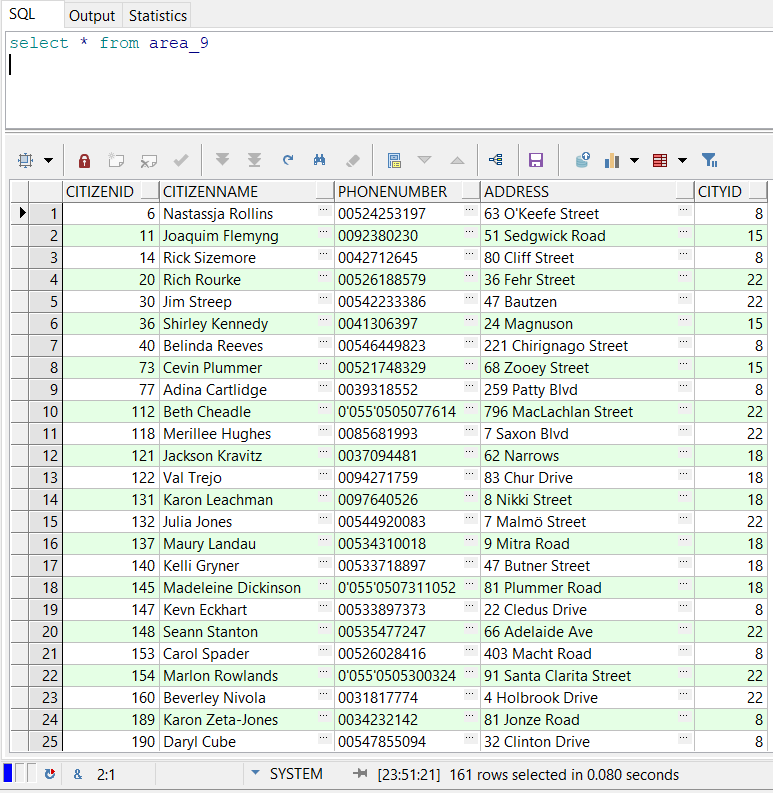 SQL Output Statistics
select * from area_9
CITIZENID CITIZENNAME PHONENUMBER ADDRESS CITYID
1 6 Nastassja Rollins ... 00524253197 ... 63 O'Keefe Street ... 8
2 11 Joaquim Flemyng ... 0092380230 ... 51 Sedgwick Road ... 15
3 14 Rick Sizemore ... 0042712645 ... 80 Cliff Street ... 8
4 20 Rich Rourke ... 00526188579 ... 36 Fehr Street ... 22
5 30 Jim Streep ... 00542233386 ... 47 Bautzen ... 22
6 36 Shirley Kennedy ... 0041306397 ... 24 Magnuson ... 15
7 40 Belinda Reeves ... 00546449823 ... 221 Chirignago Street ... 8
8 73 Cevin Plummer ... 00521748329 ... 68 Zooey Street ... 15
9 77 Adina Cartlidge ... 0039318552 ... 259 Patty Blvd ... 8
10 112 Beth Cheadle ... 0'055'0505077614 ... 796 MacLachlan Street ... 22
11 118 Merillee Hughes ... 0085681993 ... 7 Saxon Blvd ... 22
12 121 Jackson Kravitz ... 0037094481 ... 62 Narrows ... 18
13 122 Val Trejo ... 0094271759 ... 83 Chur Drive ... 18
14 131 Karon Leachman ... 0097640526 ... 8 Nikki Street ... 18
15 132 Julia Jones ... 00544920083 ... 7 Malmö Street ... 22
16 137 Maury Landau ... 00534310018 ... 9 Mitra Road ... 18
17 140 Kelli Gryner ... 00533718897 ... 47 Butner Street ... 18
18 145 Madeleine Dickinson ... 0'055'0507311052 ... 81 Plummer Road ... 18
19 147 Kevn Eckhart ... 00533897373 ... 22 Cledus Drive ... 8
20 148 Seann Stanton ... 00535477247 ... 66 Adelaide Ave ... 22
21 153 Carol Spader ... 00526028416 ... 403 Macht Road ... 8
22 154 Marlon Rowlands ... 0'055'0505300324 ... 91 Santa Clarita Street ... 22
23 160 Beverley Nivola ... 0031817774 ... 4 Holbrook Drive ... 22
24 189 Karon Zeta-Jones ... 0034232142 ... 81 Jonze Road ... 8
25 190 Daryl Cube ... 00547855094 ... 32 Clinton Drive ... 8
& 2:1 SYSTEM [23:51:21] 161 rows selected in 0.080 seconds